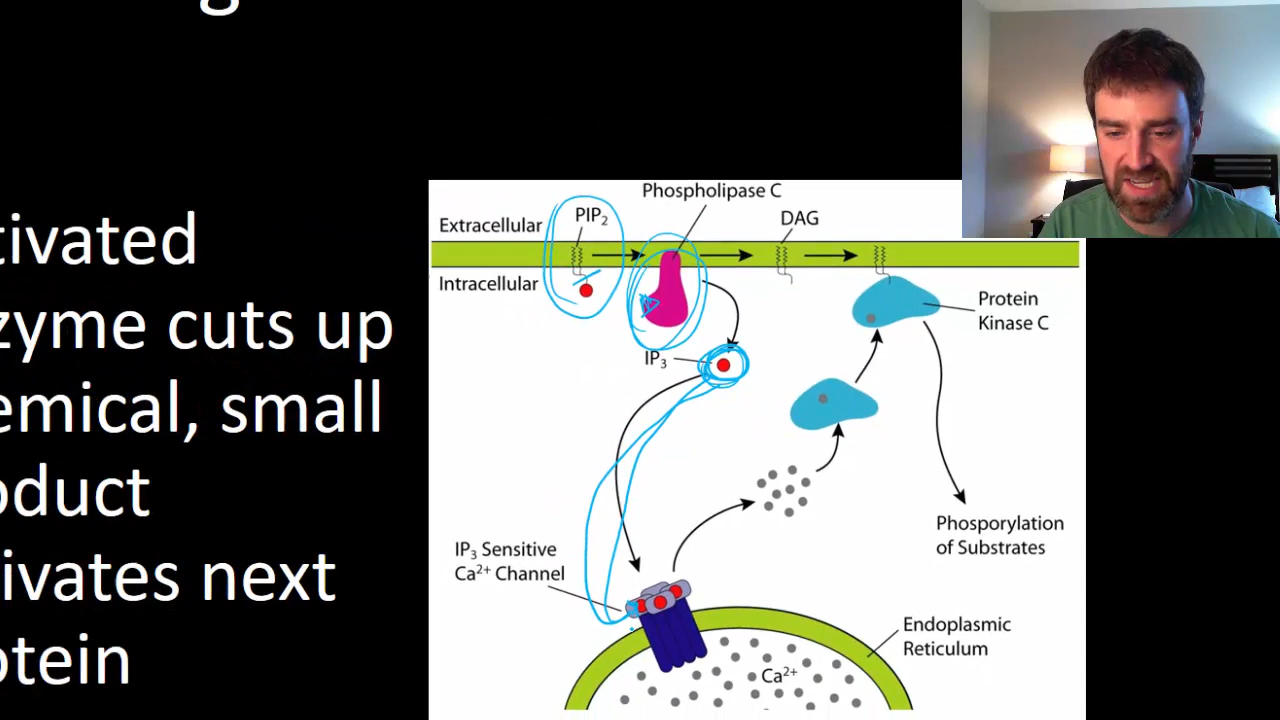 g
tivated
zyme cuts up
emical, small
oduct
ivates next
otein
Phospholipase C
Extracellular
PIP2
DAG
Intracellular
Protein
Kinase C
IP3
IP3 Sensitive
Ca2+ Channel
Phosporylation
of Substrates
Endoplasmic
Reticulum
Ca2+